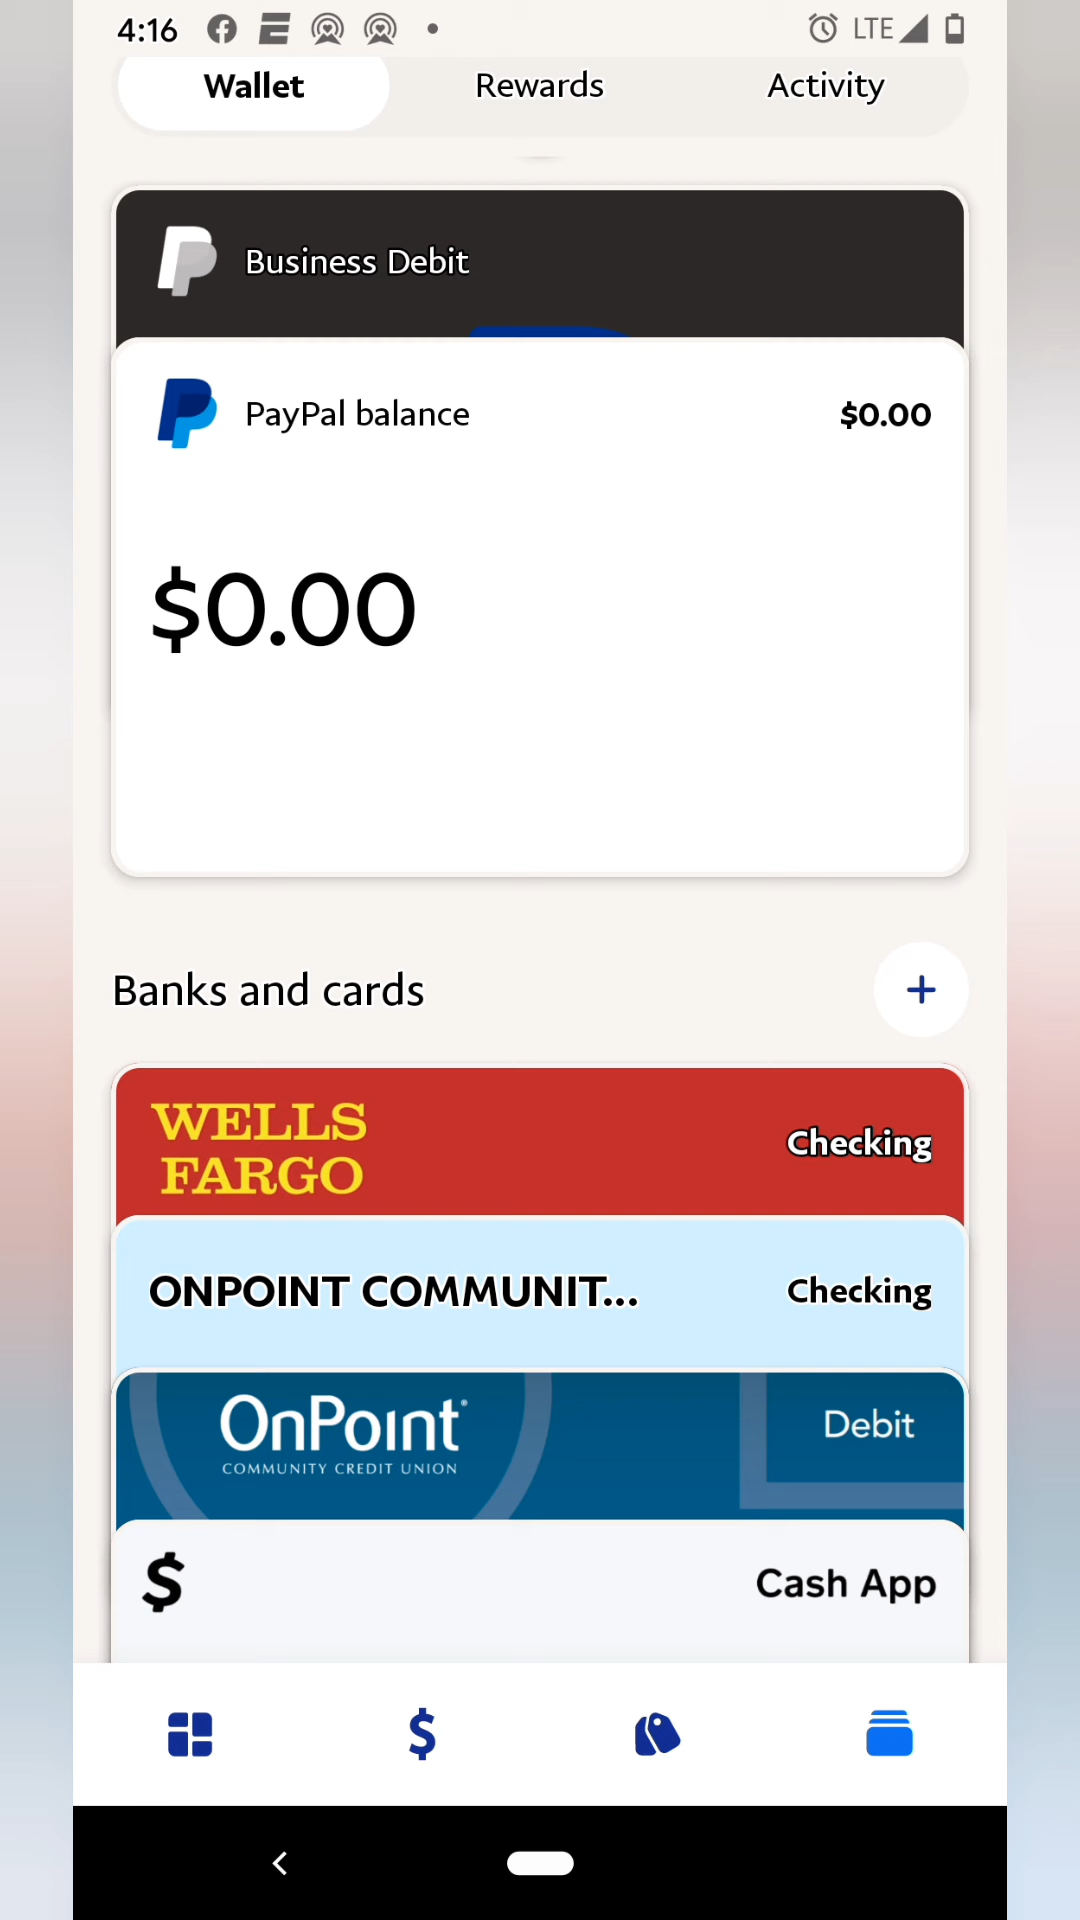 4:16 LTE
Wallet Rewards Activity
Business Debit
PayPal balance $0.00
$0.00
Banks and cards
WELLS
FARGO
Checking
ONPOINT COMMUNIT... Checking
OnPoint Debit
COMMUNITY CREDIT UNION
$ Cash App